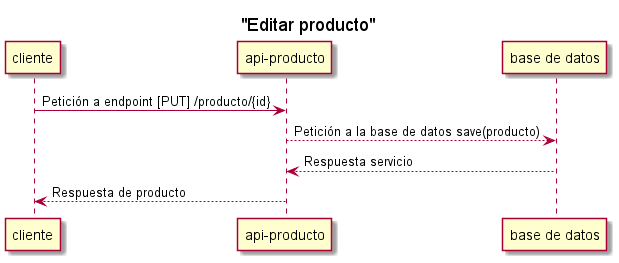 "Editar producto"
cliente
api-producto
base de datos
Petición a endpoint [PUT] /producto/{id}
Petición a la base de datos save(producto)
Respuesta servicio
Respuesta de producto
cliente
api-producto
base de datos